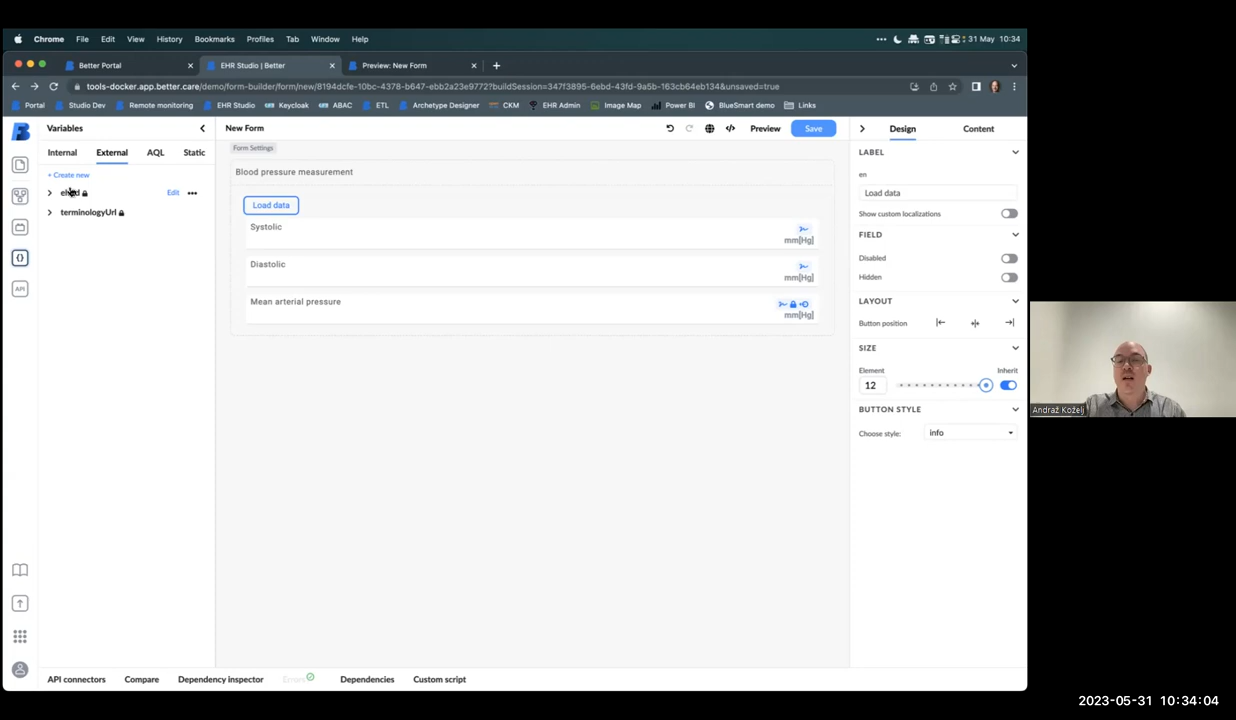 Chrome File Edit View History Bookmarks Profiles Tab Window Help 31 May 10:34
Better Portal EHR Studio | Better Preview: New Form
tools-docker.app.better.care/demo/form-builder/form/new/8194dcfe-10bc-4378-b647-ebb2a23e9772?buildSession=347f3895-6ebd-43fd-9a5b-163cb64eb134&unsaved=true
Portal Studio Dev Remote monitoring EHR Studio Keycloak ABAC ETL Archetype Designer CKM EHR Admin Image Map Power BI BlueSmart demo Links
Variables
New Form
Preview
Save
Design
Content
Internal External AQL Static
+ Create new
Edit
terminologyUrl
Form Settings
Blood pressure measurement
Load data
Systolic
mm[Hg]
Diastolic
mm[Hg]
Mean arterial pressure
mm[Hg]
LABEL
en
Load data
Show custom localizations
FIELD
Disabled
Hidden
LAYOUT
Button position
SIZE
Element
Inherit
12
BUTTON STYLE
Choose style:
info
API
API connectors Compare Dependency inspector Errors Dependencies Custom script
Andraž Koželj
2023-05-31 10:34:04